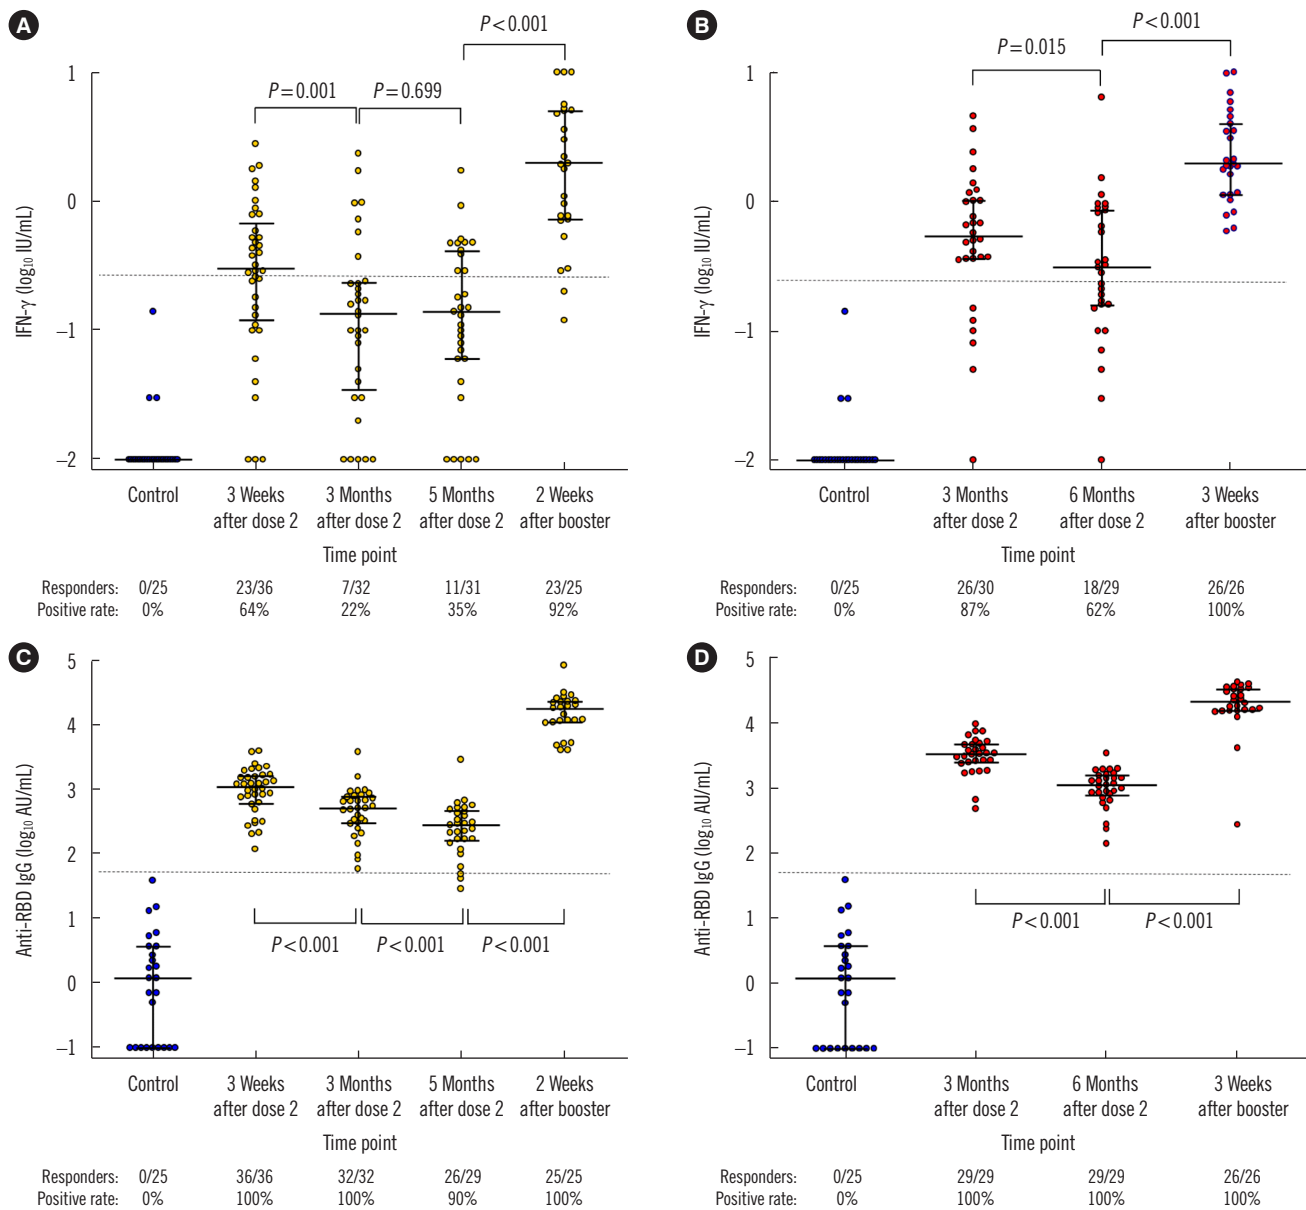 A
P<0.001
P=0.001
P=0.699
IFN-γ (log10 IU/mL)
1
0
–1
–2
Control
3 Weeks after dose 2
3 Months after dose 2
5 Months after dose 2
2 Weeks after booster
Time point
Responders: 0/25 23/36 7/32 11/31 23/25
Positive rate: 0% 64% 22% 35% 92%
B
P<0.001
P=0.015
IFN-γ (log10 IU/mL)
1
0
–1
–2
Control
3 Months after dose 2
6 Months after dose 2
3 Weeks after booster
Time point
Responders: 0/25 26/30 18/29 26/26
Positive rate: 0% 87% 62% 100%
C
Anti-RBD IgG (log10 AU/mL)
5
4
3
2
1
0
–1
P<0.001
P<0.001
P<0.001
Control
3 Weeks after dose 2
3 Months after dose 2
5 Months after dose 2
2 Weeks after booster
Time point
Responders: 0/25 36/36 32/32 26/29 25/25
Positive rate: 0% 100% 100% 90% 100%
D
Anti-RBD IgG (log10 AU/mL)
5
4
3
2
1
0
–1
P<0.001
P<0.001
Control
3 Months after dose 2
6 Months after dose 2
3 Weeks after booster
Time point
Responders: 0/25 29/29 29/29 26/26
Positive rate: 0% 100% 100% 100%